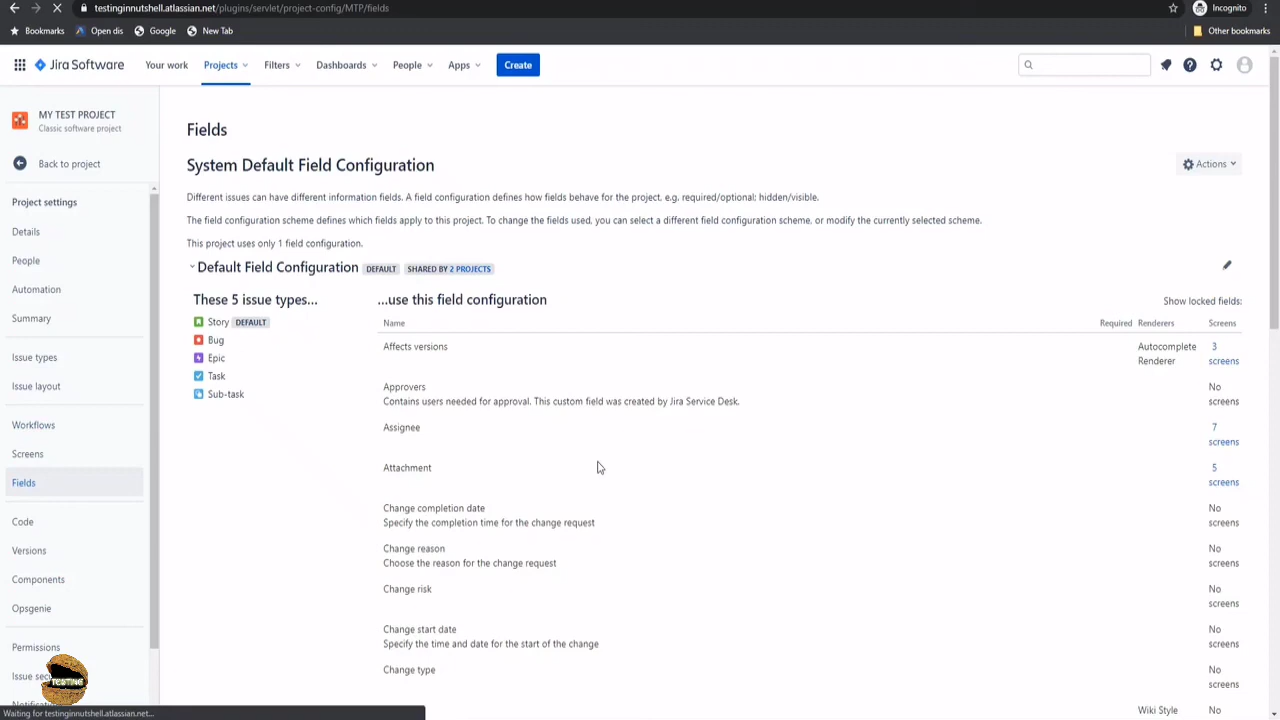 testinginnutshell.atlassian.net/plugins/servlet/project-config/MTP/fields
Incognito
Bookmarks
Open dis
Google
New Tab
Other bookmarks
Jira Software
Your work
Projects
Filters
Dashboards
People
Apps
Create
MY TEST PROJECT
Classic software project
Back to project
Project settings
Details
People
Automation
Summary
Issue types
Issue layout
Workflows
Screens
Fields
Code
Versions
Components
Opsgenie
Permissions
Issue sec
TESTING
Waiting for testinginnutshell.atlassian.net...
Fields
System Default Field Configuration
Actions
Different issues can have different information fields. A field configuration defines how fields behave for the project, e.g. required/optional; hidden/visible.
The field configuration scheme defines which fields apply to this project. To change the fields used, you can select a different field configuration scheme, or modify the currently selected scheme.
This project uses only 1 field configuration.
Default Field Configuration DEFAULT SHARED BY 2 PROJECTS
These 5 issue types...
Story DEFAULT
Bug
Epic
Task
Sub-task
...use this field configuration
Show locked fields:
Name Required Renderers Screens
Affects versions Autocomplete 3
Renderer screens
Approvers No
Contains users needed for approval. This custom field was created by Jira Service Desk. screens
Assignee 7
screens
Attachment 5
screens
Change completion date No
Specify the completion time for the change request screens
Change reason No
Choose the reason for the change request screens
Change risk No
screens
Change start date No
Specify the time and date for the start of the change screens
Change type No
screens
Wiki Style No